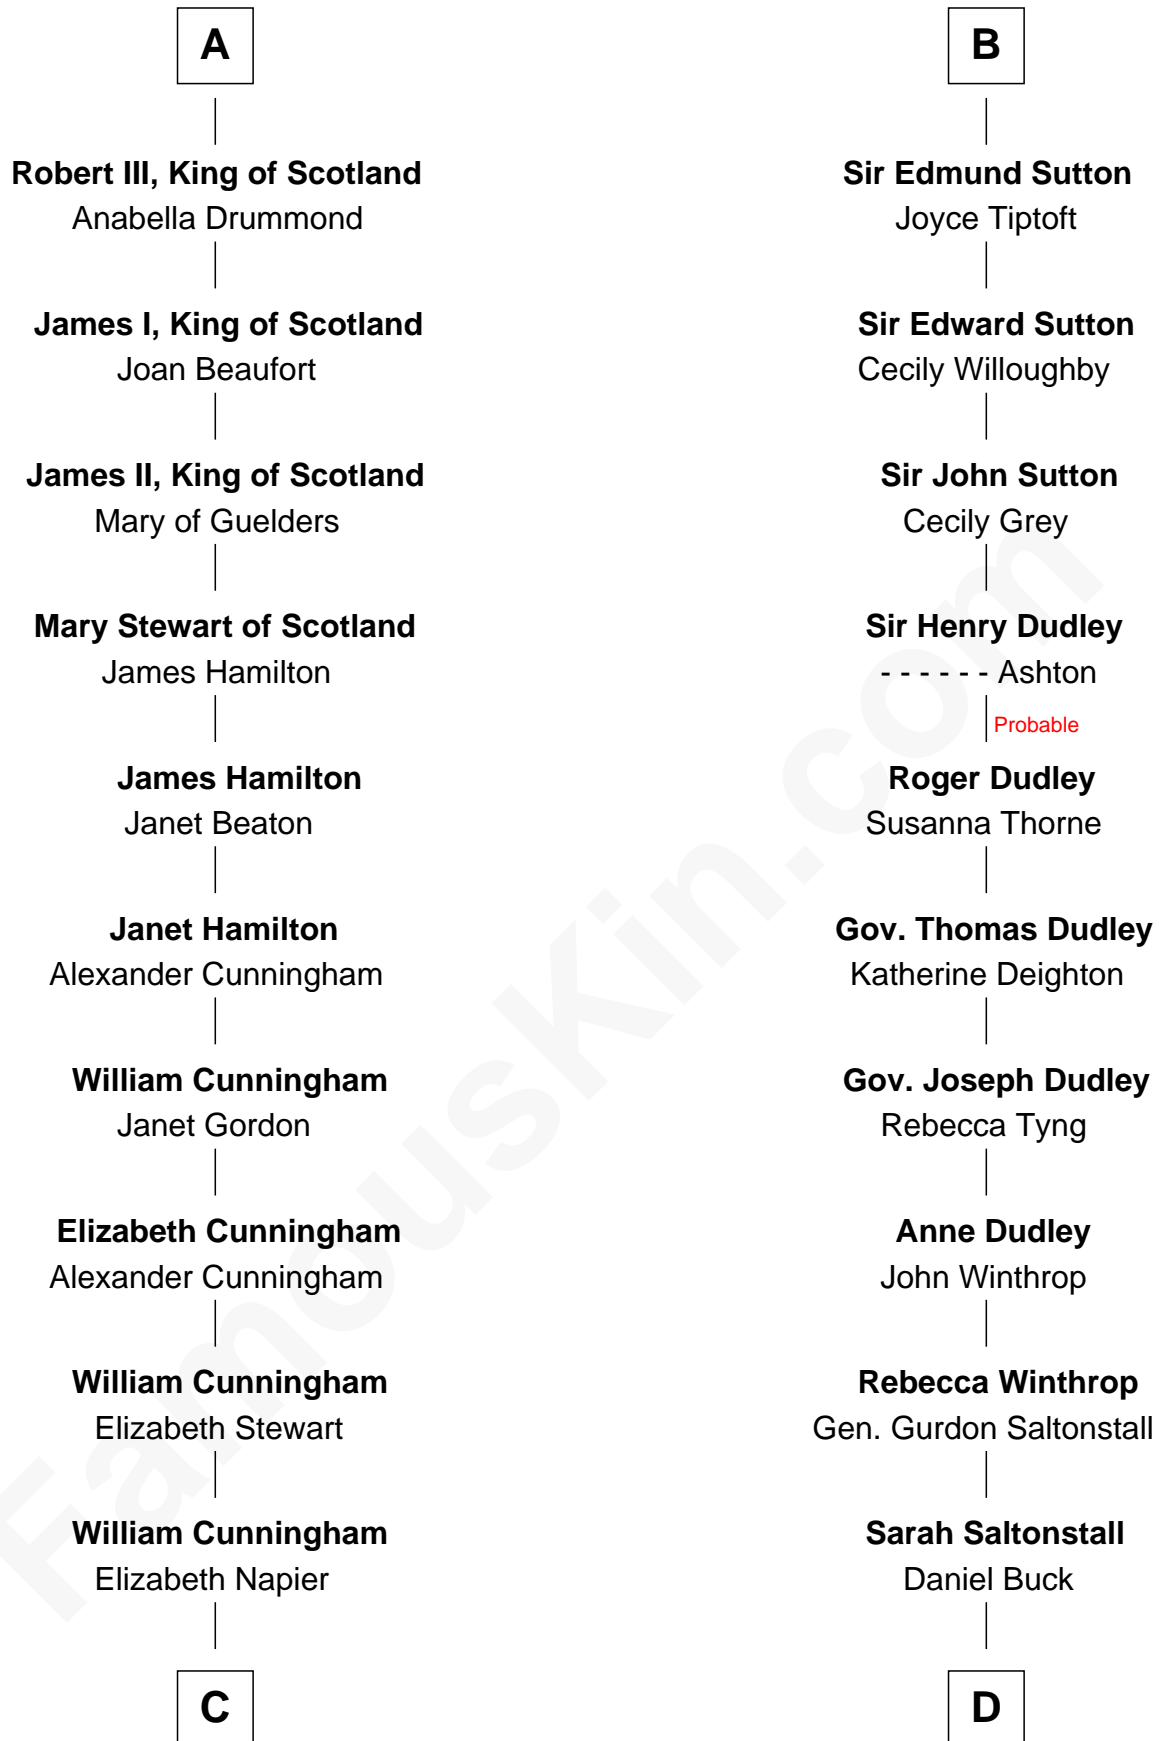 A
Robert III, King of Scotland
Anabella Drummond
James I, King of Scotland
Joan Beaufort
James II, King of Scotland
Mary of Guelders
Mary Stewart of Scotland
James Hamilton
James Hamilton
Janet Beaton
Janet Hamilton
Alexander Cunningham
William Cunningham
Janet Gordon
Elizabeth Cunningham
Alexander Cunningham
William Cunningham
Elizabeth Stewart
William Cunningham
Elizabeth Napier
C
B
Sir Edmund Sutton
Joyce Tiptoft
Sir Edward Sutton
Cecily Willoughby
Sir John Sutton
Cecily Grey
Sir Henry Dudley
- - - - - - Ashton
Probable
Roger Dudley
Susanna Thorne
Gov. Thomas Dudley
Katherine Deighton
Gov. Joseph Dudley
Rebecca Tyng
Anne Dudley
John Winthrop
Rebecca Winthrop
Gen. Gurdon Saltonstall
Sarah Saltonstall
Daniel Buck
D
FamousKin.com